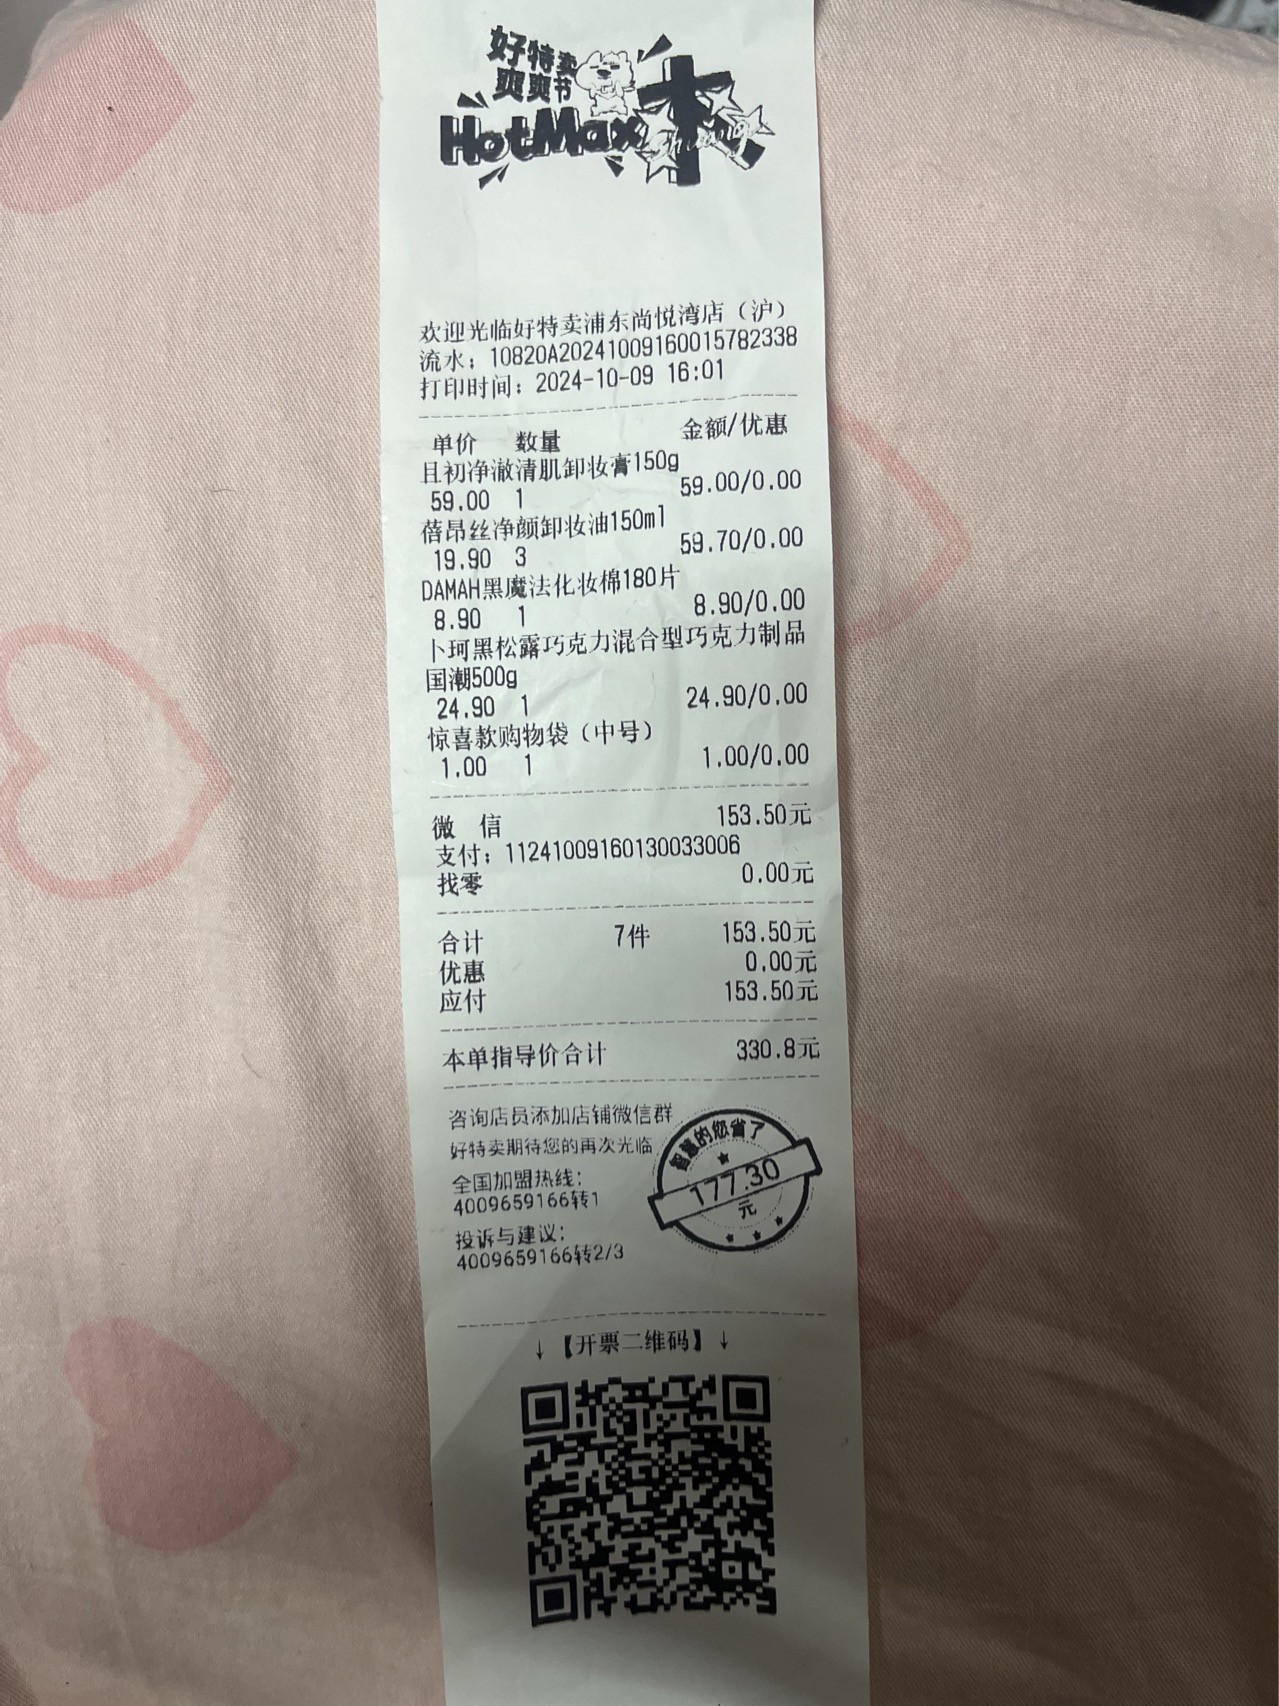 好特卖
爽爽节
HotMax
Shuang
欢迎光临好特卖浦东尚悦湾店（沪）
流水：10820A20241009160015782338
打印时间：2024-10-09 16:01
单价 数量 金额/优惠
且初净澈清肌卸妆膏150g
59.00 1 59.00/0.00
蓓昂丝净颜卸妆油150ml
19.90 3 59.70/0.00
DAMAH黑魔法化妆棉180片
8.90 1 8.90/0.00
卜珂黑松露巧克力混合型巧克力制品
国潮500g
24.90 1 24.90/0.00
惊喜款购物袋（中号）
1.00 1 1.00/0.00
微 信 153.50元
支付：11241009160130033006
找零 0.00元
合计 7件 153.50元
优惠 0.00元
应付 153.50元
本单指导价合计 330.8元
咨询店员添加店铺微信群
好特卖期待您的再次光临
全国加盟热线：
4009659166转1
投诉与建议：
4009659166转2/3
智慧的您省了
177.30
元
↓【开票二维码】↓